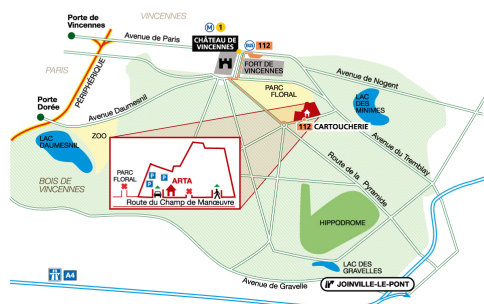 VINCENNES
Porte de
Vincennes
M 1
Avenue de Paris
CHÂTEAU DE
VINCENNES
BUS 112
FORT DE
VINCENNES
PARIS
PÉRIPHÉRIQUE
Avenue de Nogent
PARC
FLORAL
Porte
Dorée
Avenue Daumesnil
LAC
DES
MINIMES
112 CARTOUCHERIE
LAC
DAUMESNIL
ZOO
Avenue du Tremblay
PARC
FLORAL
P
P
P
ARTA
Route du Champ de Manœuvre
BOIS DE
VINCENNES
Route de la Pyramide
HIPPODROME
LAC DES
GRAVELLES
A4
Avenue de Gravelle
JOINVILLE-LE-PONT